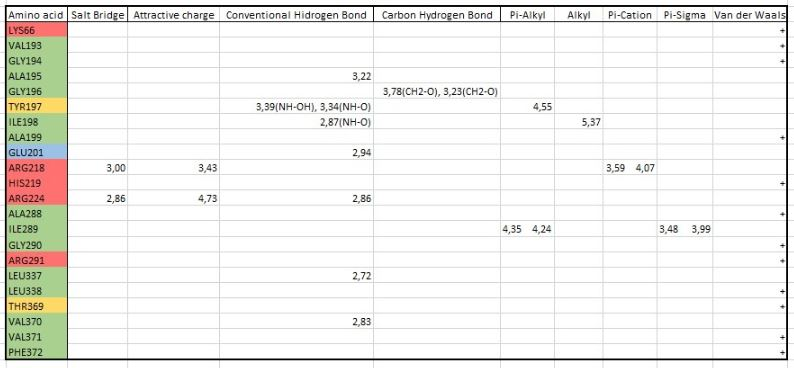 Amino acid Salt Bridge Attractive charge Conventional Hidrogen Bond Carbon Hydrogen Bond Pi-Alkyl Alkyl Pi-Cation Pi-Sigma Van der Waals
LYS66 +
VAL193 +
GLY194 +
ALA195 3,22
GLY196 3,78(CH2-O), 3,23(CH2-O)
TYR197 3,39(NH-OH), 3,34(NH-O) 4,55
ILE198 2,87(NH-O) 5,37
ALA199 +
GLU201 2,94
ARG218 3,00 3,43 3,59 4,07
HIS219 +
ARG224 2,86 4,73 2,86
ALA288 +
ILE289 4,35 4,24 3,48 3,99
GLY290 +
ARG291 +
LEU337 2,72
LEU338 +
THR369 +
VAL370 2,83
VAL371 +
PHE372 +